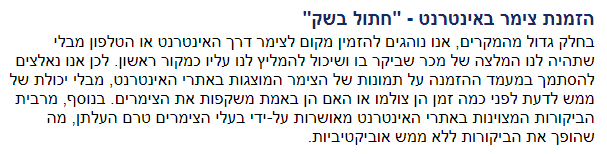 הזמנת צימר באינטרנט - "חתול בשק"
בחלק גדול מהמקרים, אנו נוהגים להזמין מקום לצימר דרך האינטרנט או הטלפון מבלי
שתהיה לנו המלצה של מכר שביקר בו ושיכול להמליץ לנו עליו כמקור ראשון. לכן אנו נאלצים
להסתמך במעמד ההזמנה על תמונות של הצימר המוצגות באתרי האינטרנט, מבלי יכולת של
ממש לדעת לפני כמה זמן הן צולמו או האם הן באמת משקפות את הצימרים. בנוסף, מרבית
הביקורות המצוינות באתרי האינטרנט מאושרות על-ידי בעלי הצימרים טרם העלתן, מה
שהופך את הביקורות ללא ממש אוביקטיביות.